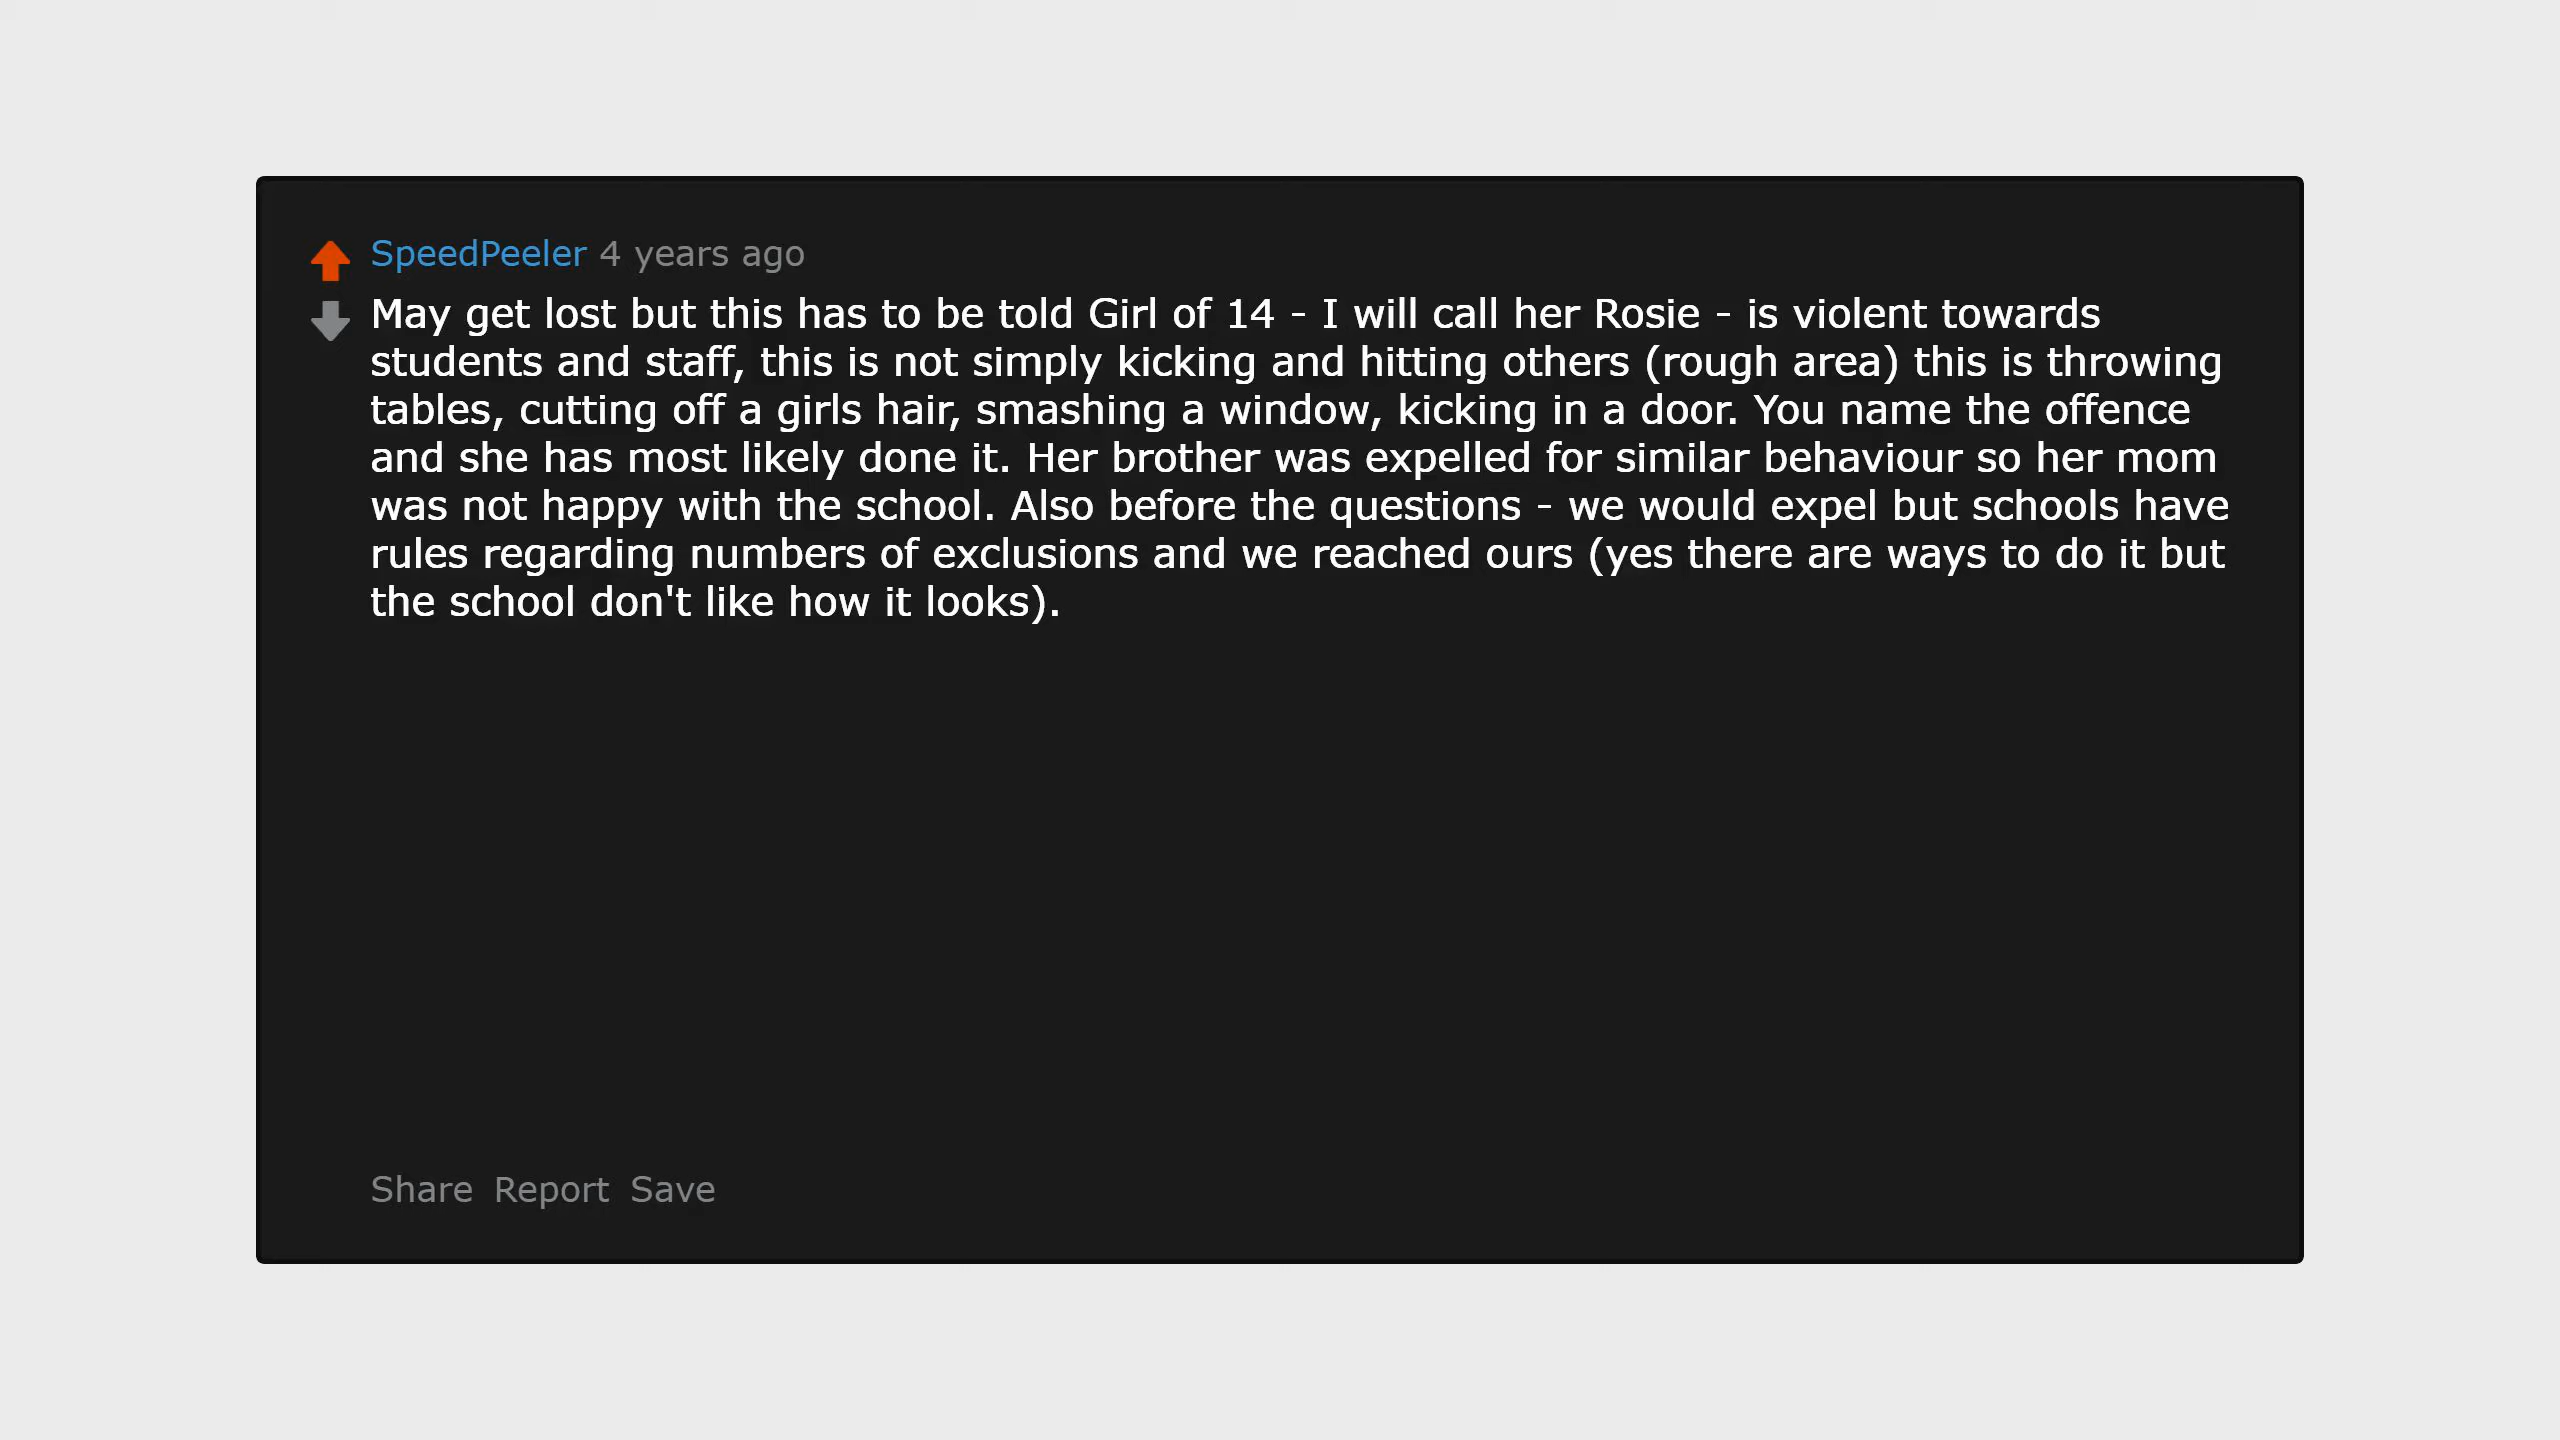 SpeedPeeler 4 years ago
May get lost but this has to be told Girl of 14 - I will call her Rosie - is violent towards
students and staff, this is not simply kicking and hitting others (rough area) this is throwing
tables, cutting off a girls hair, smashing a window, kicking in a door. You name the offence
and she has most likely done it. Her brother was expelled for similar behaviour so her mom
was not happy with the school. Also before the questions - we would expel but schools have
rules regarding numbers of exclusions and we reached ours (yes there are ways to do it but
the school don't like how it looks).
Share Report Save